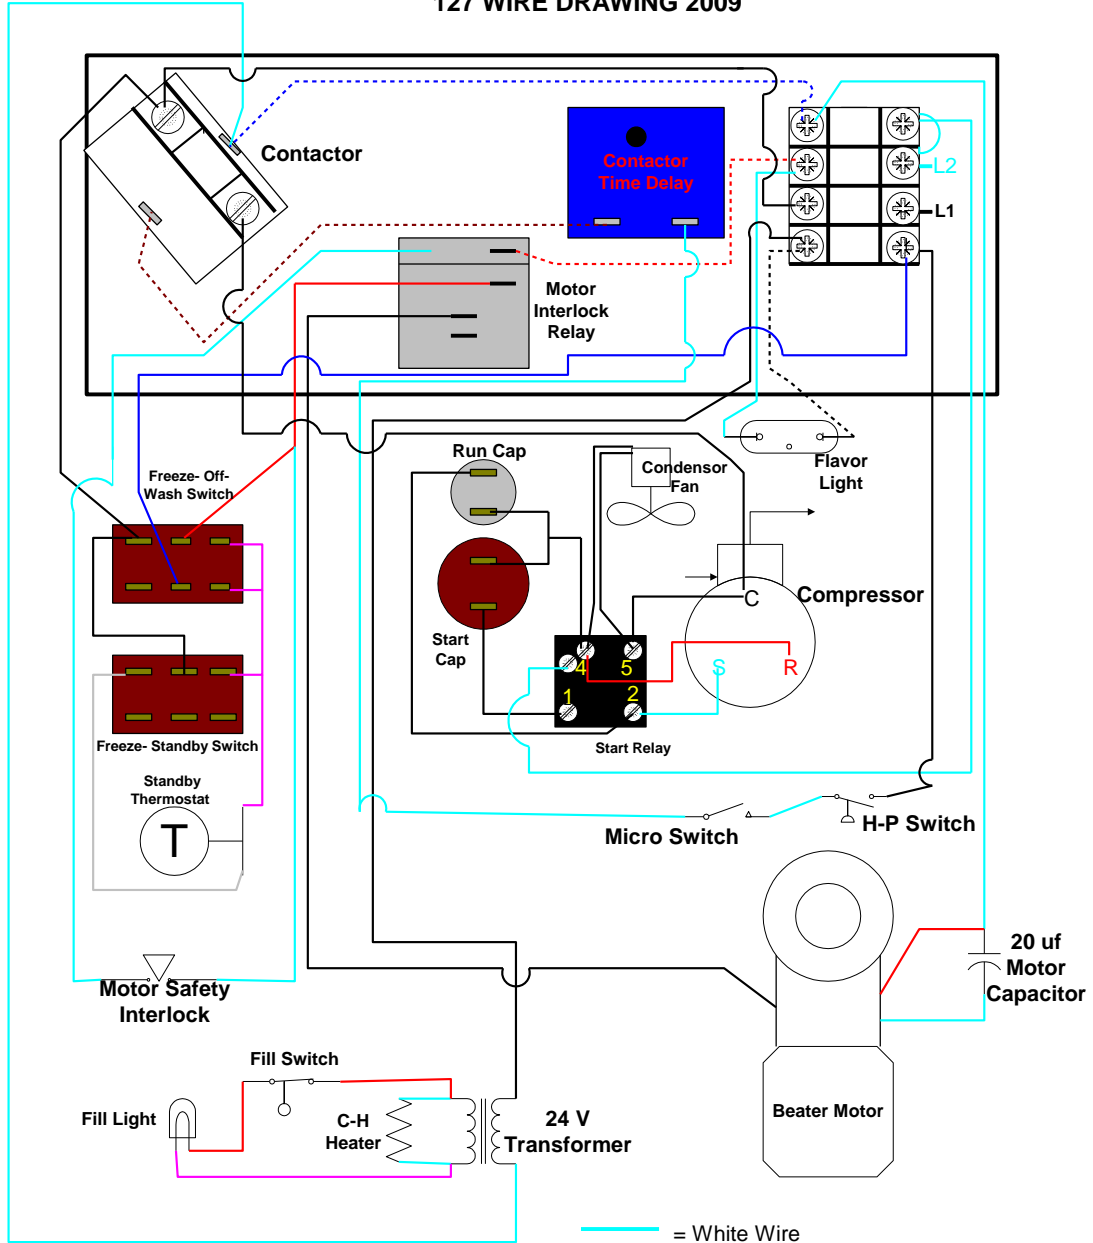 127 WIRE DRAWING 2009
Contactor
Contactor
Time Delay
L2
L1
Motor
Interlock
Relay
Flavor
Light
Run Cap
Condensor
Fan
Freeze- Off-
Wash Switch
Compressor
C
S
R
Start
Cap
4
5
1
2
Start Relay
Freeze- Standby Switch
Standby
Thermostat
T
Micro Switch
H-P Switch
20 uf
Motor
Capacitor
Motor Safety
Interlock
Fill Switch
Fill Light
C-H
Heater
24 V
Transformer
Beater Motor
= White Wire